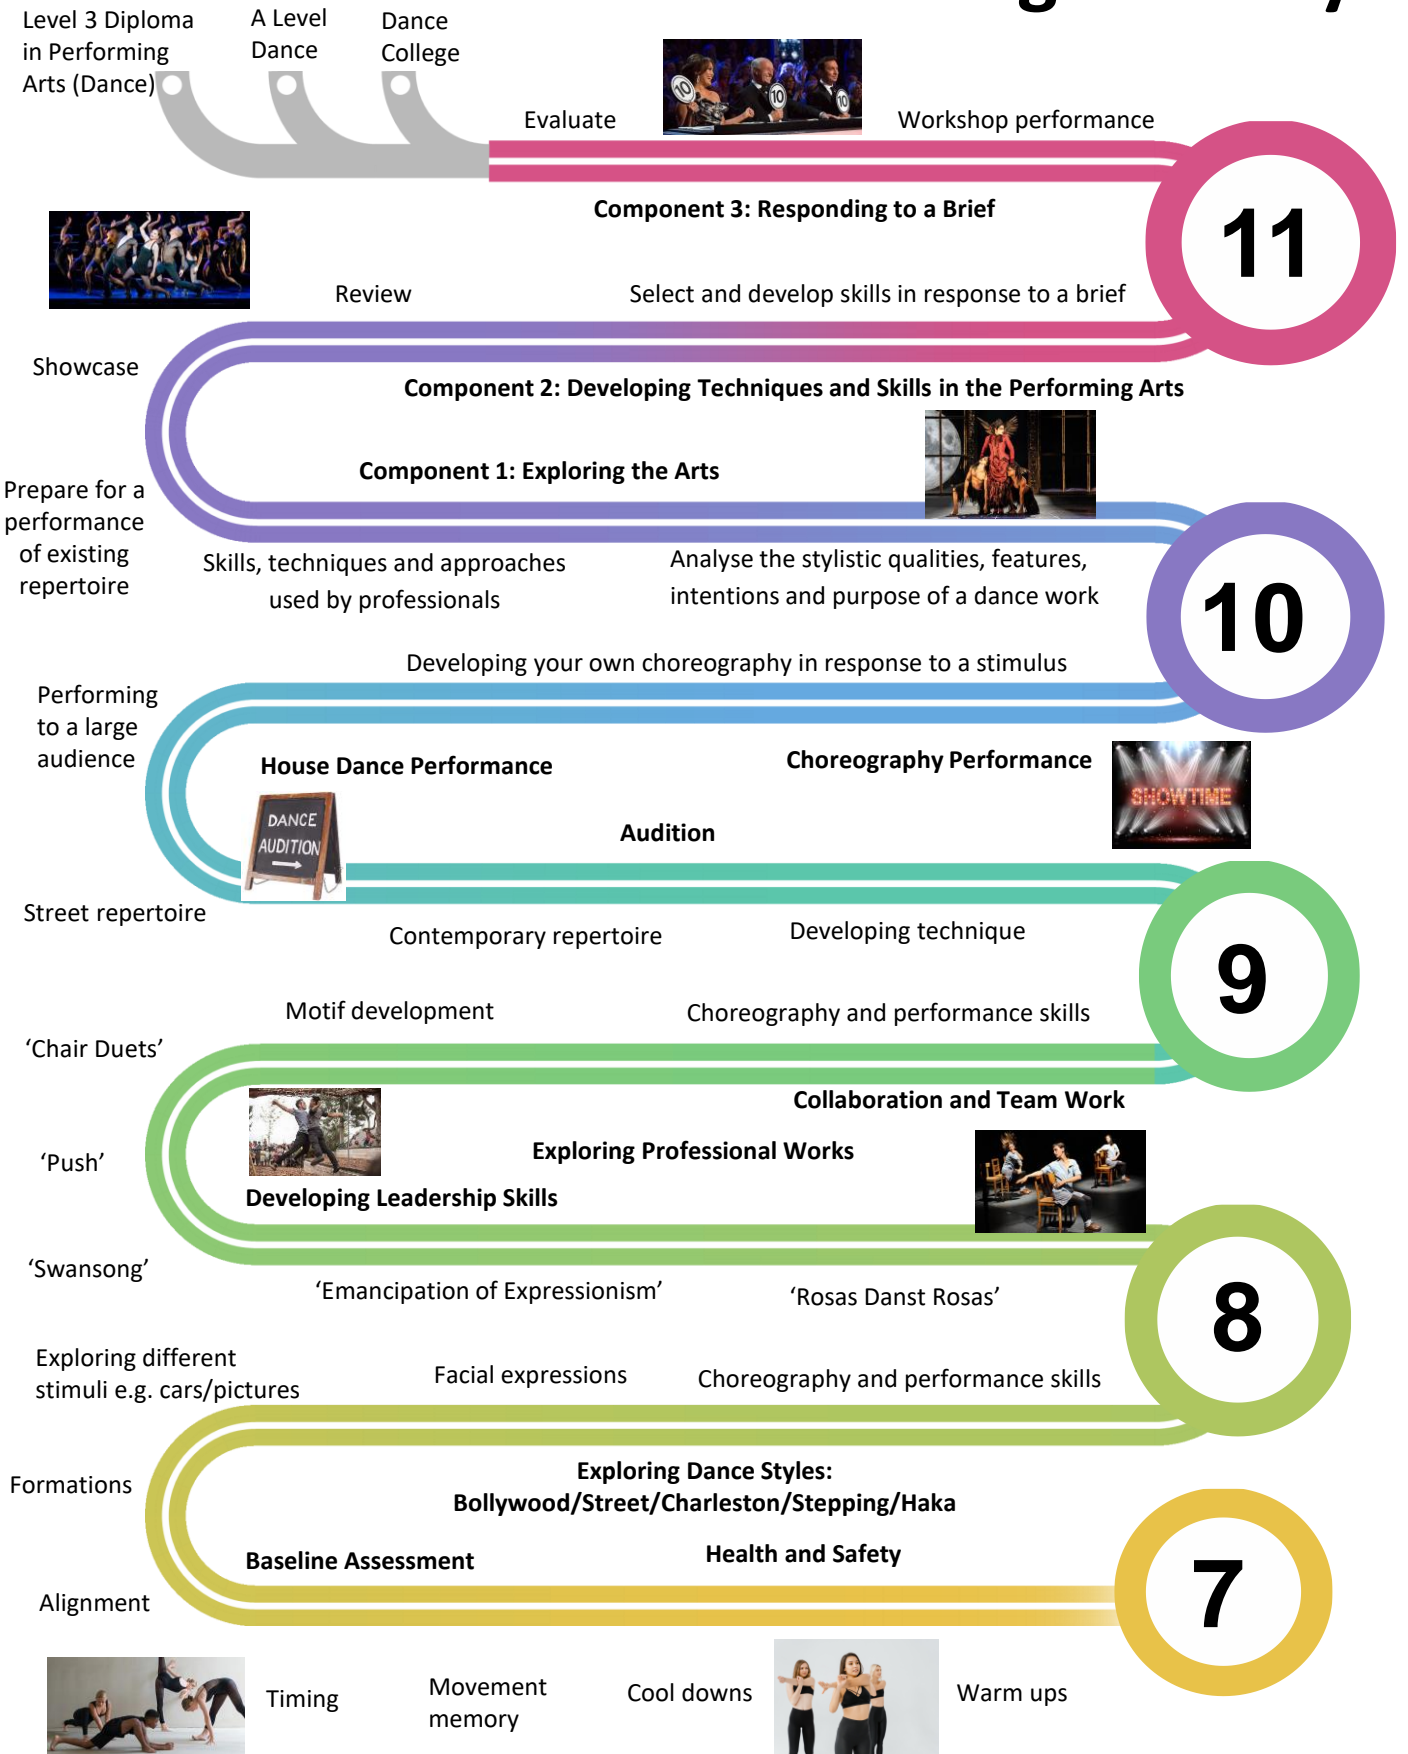 Level 3 Diploma
in Performing
Arts (Dance)
A Level
Dance
Dance
College
Evaluate
10
10
10
Workshop performance
Component 3: Responding to a Brief
11
Review
Select and develop skills in response to a brief
Showcase
Component 2: Developing Techniques and Skills in the Performing Arts
Component 1: Exploring the Arts
Prepare for a
performance
of existing
repertoire
Skills, techniques and approaches
used by professionals
Analyse the stylistic qualities, features,
intentions and purpose of a dance work
10
Developing your own choreography in response to a stimulus
Performing
to a large
audience
House Dance Performance
Choreography Performance
SHOWTIME
DANCE
AUDITION
Audition
Street repertoire
Contemporary repertoire
Developing technique
9
Motif development
Choreography and performance skills
‘Chair Duets’
Collaboration and Team Work
Exploring Professional Works
‘Push’
Developing Leadership Skills
‘Swansong’
‘Emancipation of Expressionism’
‘Rosas Danst Rosas’
8
Exploring different
stimuli e.g. cars/pictures
Facial expressions
Choreography and performance skills
Formations
Exploring Dance Styles:
Bollywood/Street/Charleston/Stepping/Haka
Baseline Assessment
Health and Safety
7
Alignment
Timing
Movement
memory
Cool downs
Warm ups